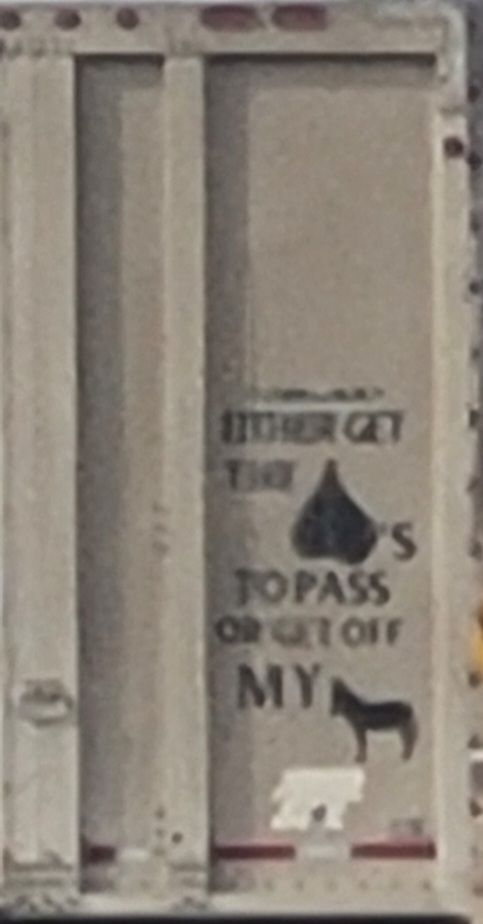 EITHER GET
THE
'S
TO PASS
OR GET OFF
MY